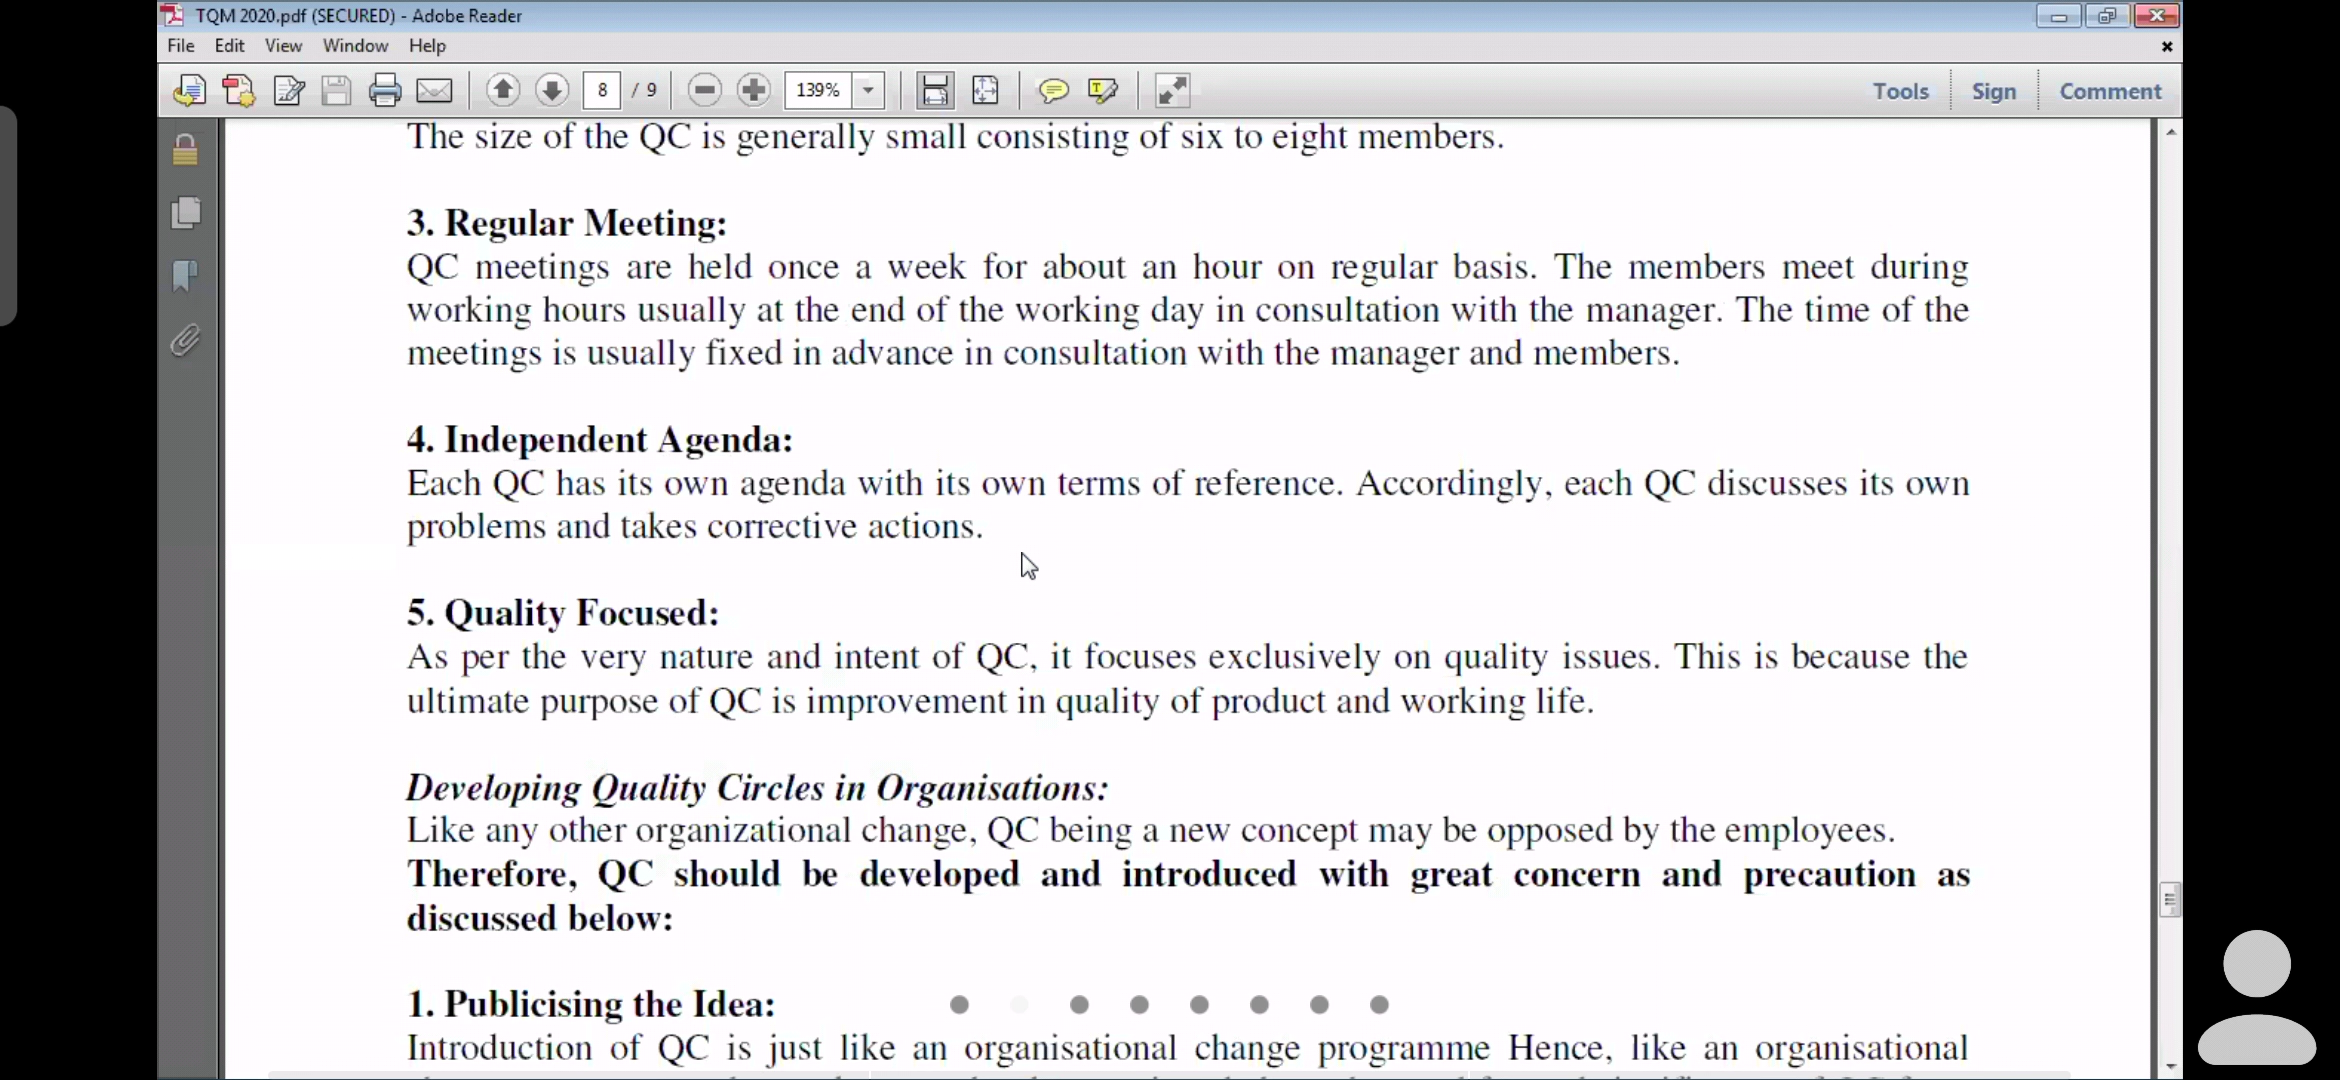 TQM 2020.pdf (SECURED) - Adobe Reader
File Edit View Window Help
8 / 9 139% Tools Sign Comment
The size of the QC is generally small consisting of six to eight members.
3. Regular Meeting:
QC meetings are held once a week for about an hour on regular basis. The members meet during
working hours usually at the end of the working day in consultation with the manager. The time of the
meetings is usually fixed in advance in consultation with the manager and members.
4. Independent Agenda:
Each QC has its own agenda with its own terms of reference. Accordingly, each QC discusses its own
problems and takes corrective actions.
5. Quality Focused:
As per the very nature and intent of QC, it focuses exclusively on quality issues. This is because the
ultimate purpose of QC is improvement in quality of product and working life.
Developing Quality Circles in Organisations:
Like any other organizational change, QC being a new concept may be opposed by the employees.
Therefore, QC should be developed and introduced with great concern and precaution as
discussed below:
1. Publicising the Idea:
Introduction of QC is just like an organisational change programme Hence, like an organisational